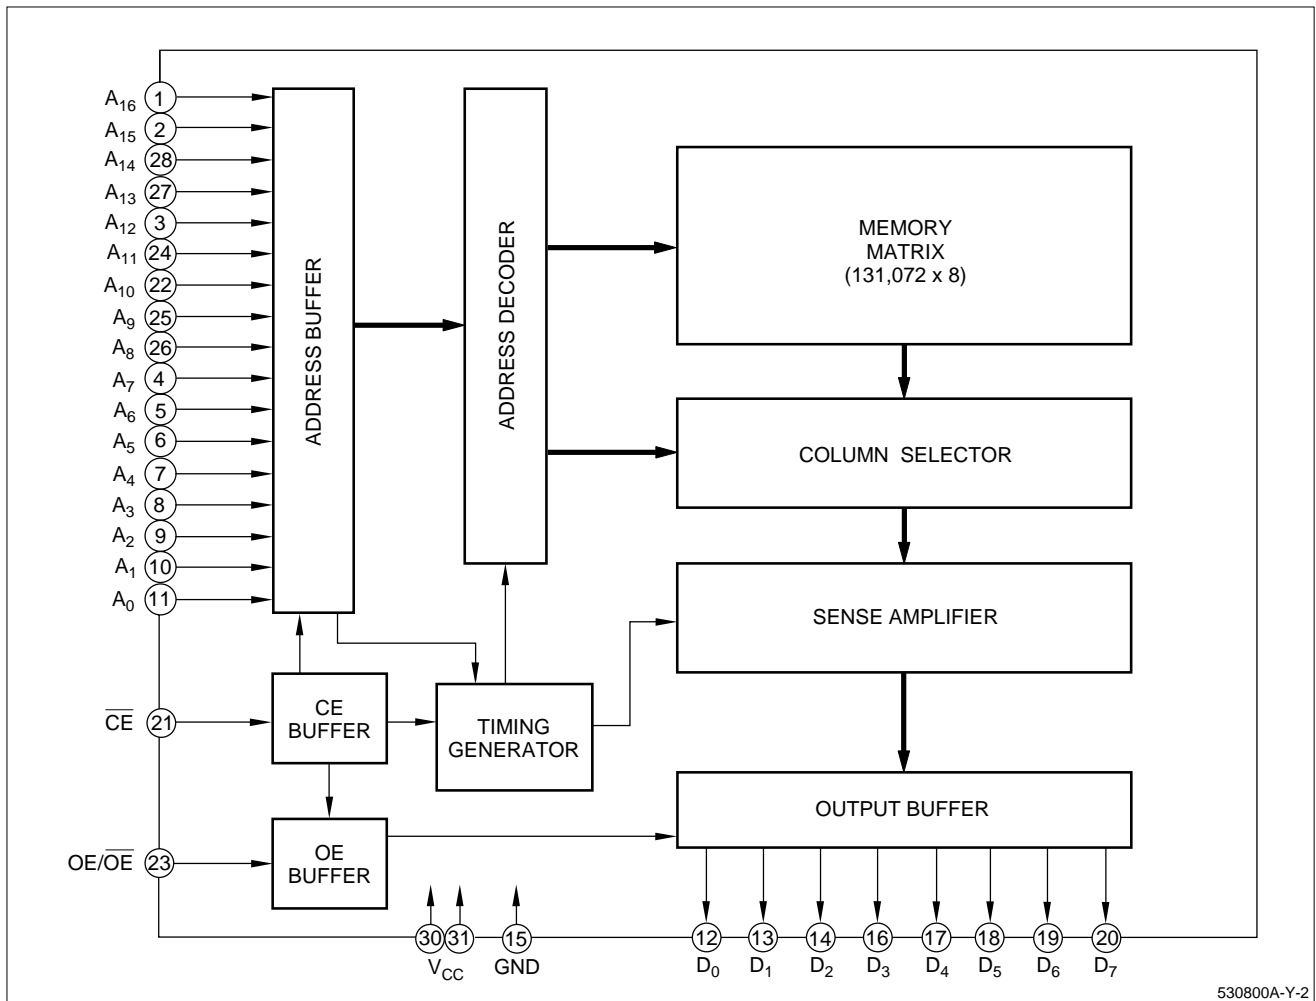 A16 1
A15 2
A14 28
A13 27
A12 3
A11 24
A10 22
A9 25
A8 26
A7 4
A6 5
A5 6
A4 7
A3 8
A2 9
A1 10
A0 11
C̅E̅ 21
OE/O̅E̅ 23
ADDRESS BUFFER
ADDRESS DECODER
MEMORY
MATRIX
(131,072 x 8)
COLUMN SELECTOR
SENSE AMPLIFIER
CE
BUFFER
TIMING
GENERATOR
OUTPUT BUFFER
OE
BUFFER
30 31 15 12 13 14 16 17 18 19 20
VCC GND D0 D1 D2 D3 D4 D5 D6 D7
530800A-Y-2